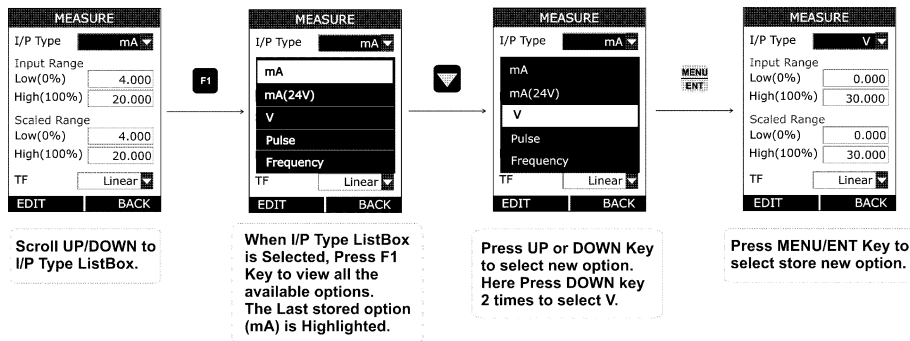 MEASURE
I/P Type mA
Input Range
Low(0%) 4.000
High(100%) 20.000
Scaled Range
Low(0%) 4.000
High(100%) 20.000
TF Linear
EDIT BACK
F1
MEASURE
I/P Type mA
mA
mA(24V)
V
Pulse
Frequency
TF Linear
EDIT BACK
MEASURE
I/P Type mA
mA
mA(24V)
V
Pulse
Frequency
TF Linear
EDIT BACK
MENU
ENT
MEASURE
I/P Type V
Input Range
Low(0%) 0.000
High(100%) 30.000
Scaled Range
Low(0%) 0.000
High(100%) 30.000
TF Linear
EDIT BACK
Scroll UP/DOWN to
I/P Type ListBox.
When I/P Type ListBox
is Selected, Press F1
Key to view all the
available options.
The Last stored option
(mA) is Highlighted.
Press UP or DOWN Key
to select new option.
Here Press DOWN key
2 times to select V.
Press MENU/ENT Key to
select store new option.